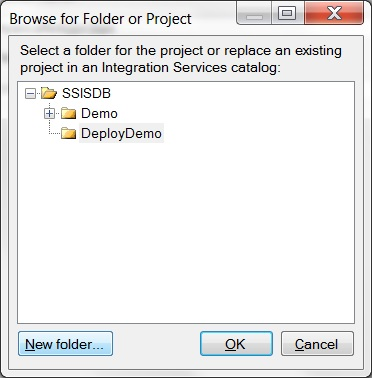 Browse for Folder or Project
Select a folder for the project or replace an existing
project in an Integration Services catalog:
SSISDB
Demo
DeployDemo
New folder...
OK
Cancel